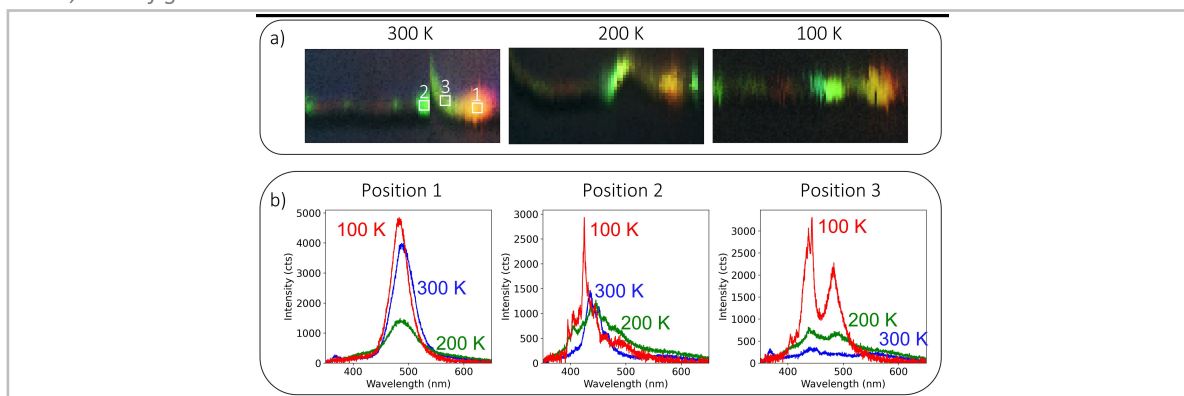 a)
300 K
200 K
100 K
2
3
1
b)
Position 1
Position 2
Position 3
5000
4000
3000
2000
1000
0
Intensity (cts)
100 K
300 K
200 K
400
500
600
Wavelength (nm)
3000
2500
2000
1500
1000
500
0
Intensity (cts)
100 K
300 K
200 K
400
500
600
Wavelength (nm)
3000
2500
2000
1500
1000
500
0
Intensity (cts)
100 K
200 K
300 K
400
500
600
Wavelength (nm)